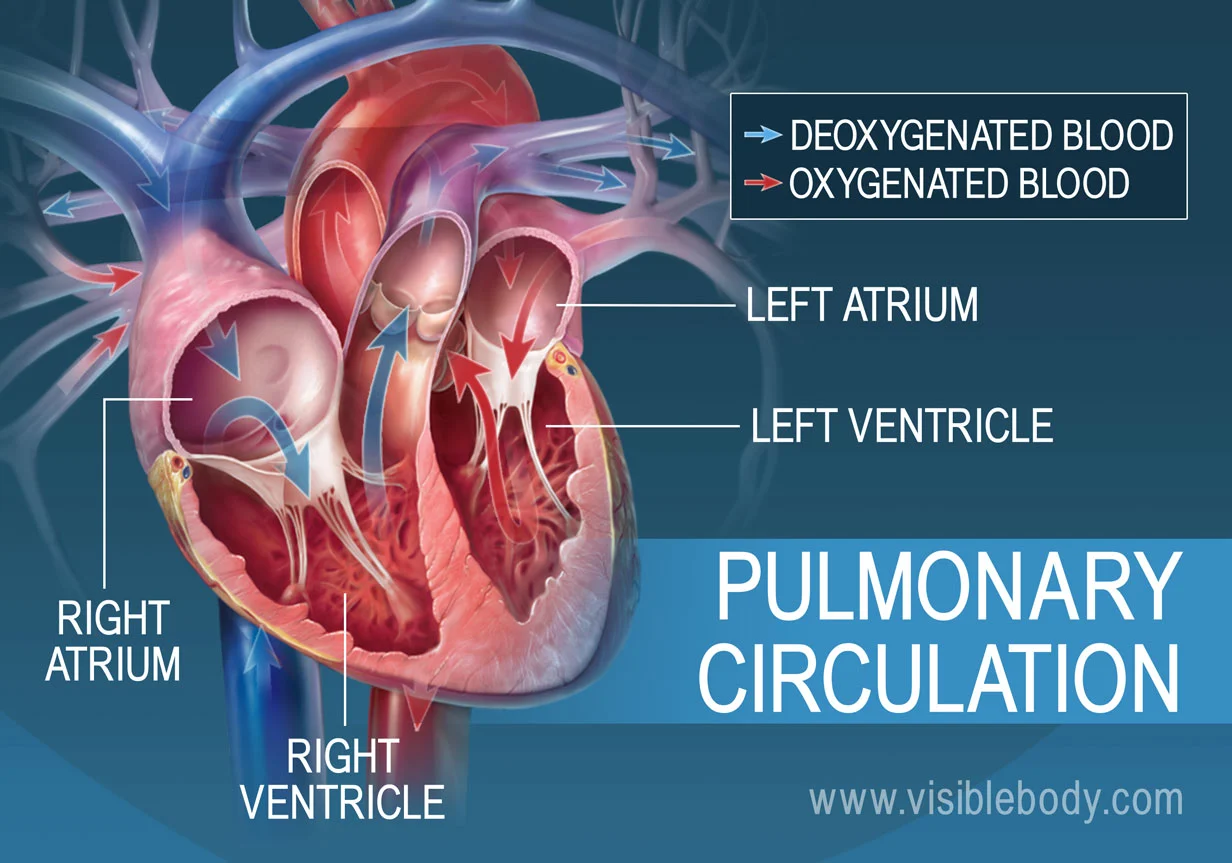 DEOXYGENATED BLOOD
OXYGENATED BLOOD
LEFT ATRIUM
LEFT VENTRICLE
RIGHT
ATRIUM
RIGHT
VENTRICLE
PULMONARY
CIRCULATION
www.visiblebody.com